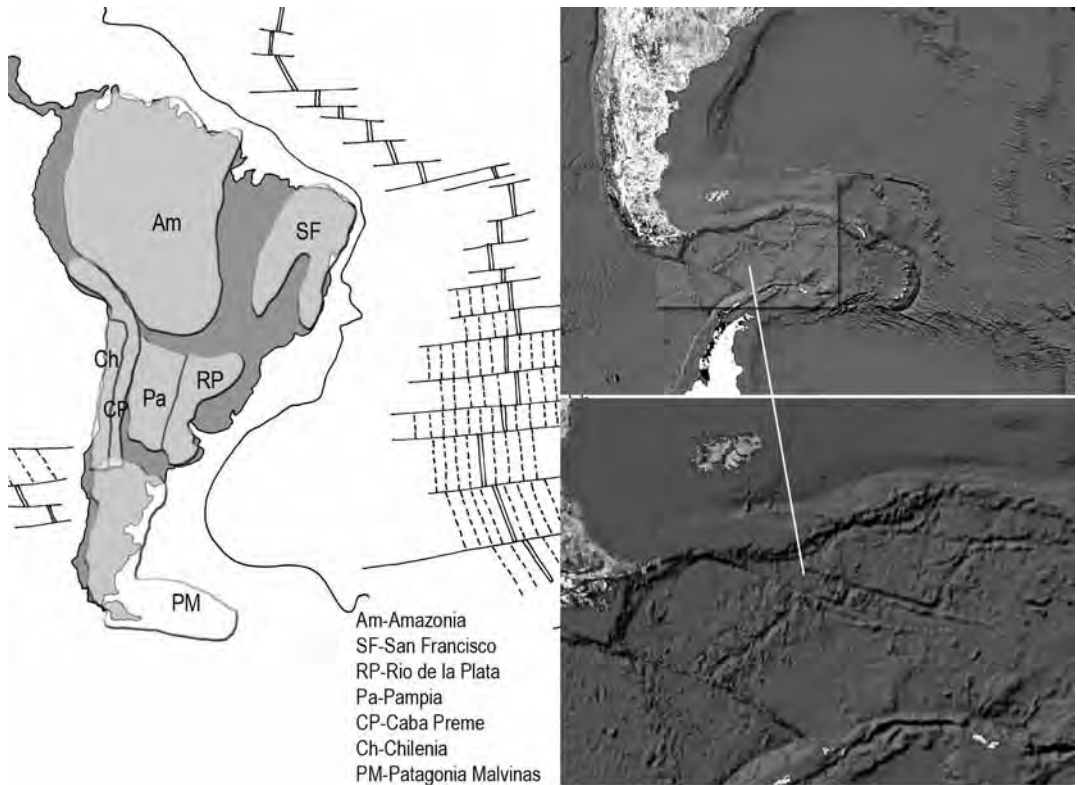 Am
SF
Ch
CP
Pa
RP
PM
Am-Amazonia
SF-San Francisco
RP-Rio de la Plata
Pa-Pampia
CP-Caba Preme
Ch-Chilenia
PM-Patagonia Malvinas